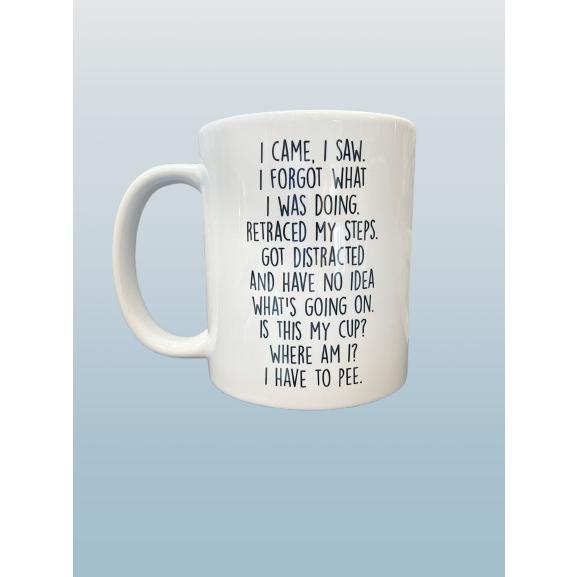 I CAME, I SAW.
I FORGOT WHAT
I WAS DOING.
RETRACED MY STEPS.
GOT DISTRACTED
AND HAVE NO IDEA
WHAT'S GOING ON.
IS THIS MY CUP?
WHERE AM I?
I HAVE TO PEE.